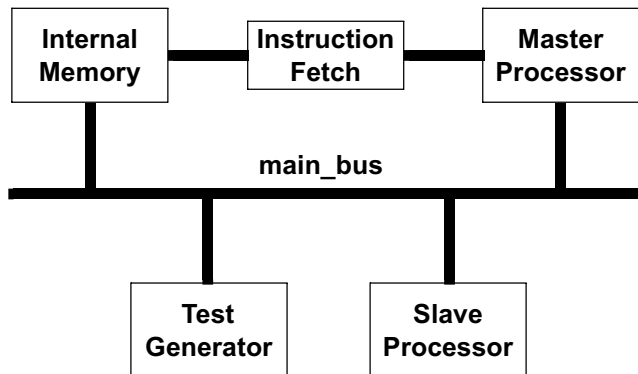 Internal
Memory
Instruction
Fetch
Master
Processor
main_bus
Test
Generator
Slave
Processor